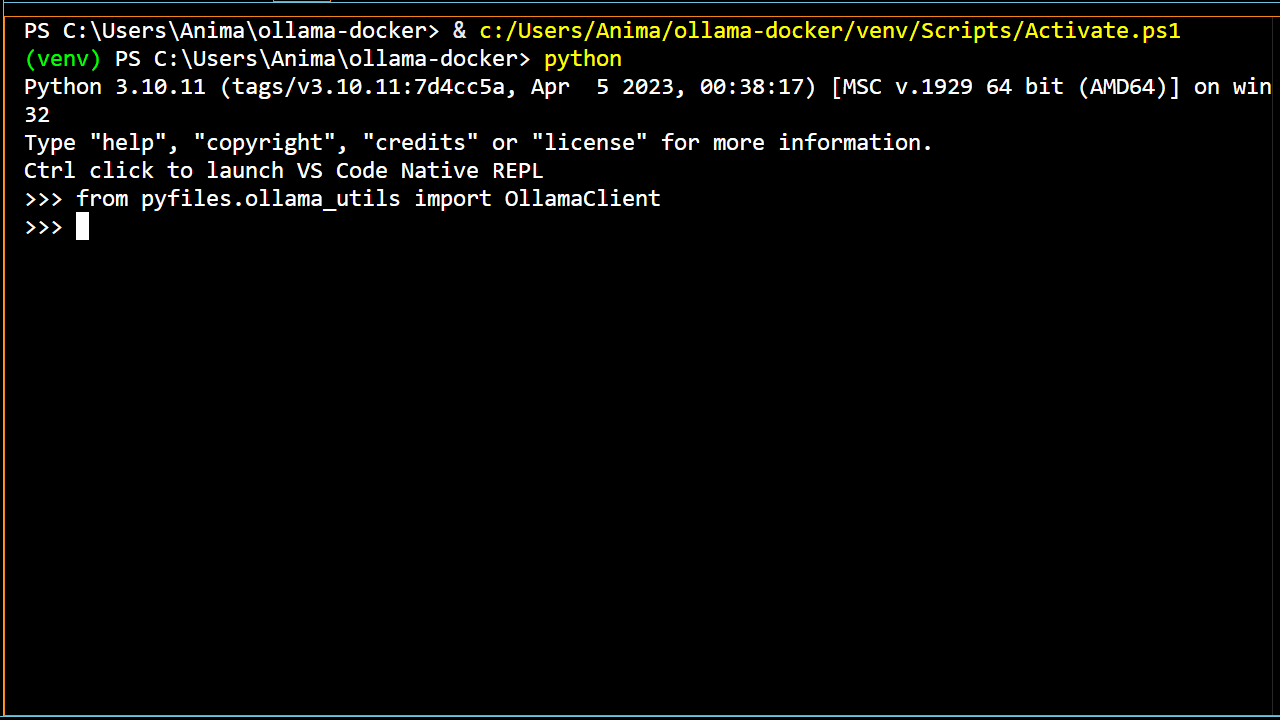 PS C:\Users\Anima\ollama-docker> & c:/Users/Anima/ollama-docker/venv/Scripts/Activate.ps1
(venv) PS C:\Users\Anima\ollama-docker> python
Python 3.10.11 (tags/v3.10.11:7d4cc5a, Apr  5 2023, 00:38:17) [MSC v.1929 64 bit (AMD64)] on win
32
Type "help", "copyright", "credits" or "license" for more information.
Ctrl click to launch VS Code Native REPL
>>> from pyfiles.ollama_utils import OllamaClient
>>>